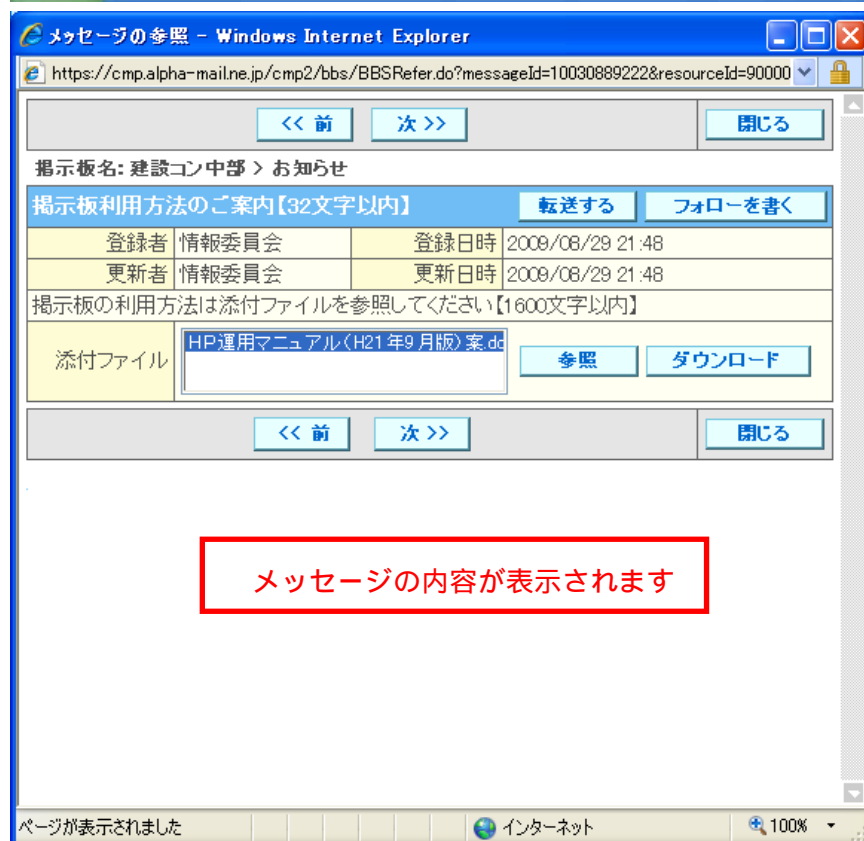 メッセージの参照 - Windows Internet Explorer
https://cmp.alpha-mail.ne.jp/cmp2/bbs/BBSRefer.do?messageId=10030889222&resourceId=90000
<< 前 次 >> 閉じる
掲示板名: 建設コン中部 > お知らせ
掲示板利用方法のご案内【32文字以内】 転送する フォローを書く
登録者 情報委員会 登録日時 2009/08/29 21:48
更新者 情報委員会 更新日時 2009/08/29 21:48
掲示板の利用方法は添付ファイルを参照してください【1600文字以内】
添付ファイル HP運用マニュアル(H21年9月版)案.dc 参照 ダウンロード
<< 前 次 >> 閉じる
メッセージの内容が表示されます
ページが表示されました インターネット 100%